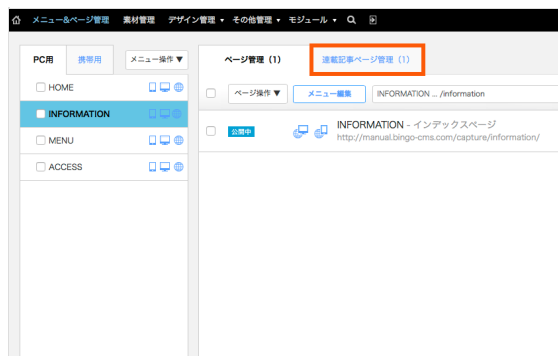 メニュー&ページ管理 素材管理 デザイン管理 ▼ その他管理 ▼ モジュール ▼
PC用 携帯用 メニュー操作 ▼
ページ管理（1） 連載記事ページ管理（1）
HOME
INFORMATION
MENU
ACCESS
ページ操作 ▼ メニュー編集 INFORMATION ... /information
公開中 INFORMATION - インデックスページ
http://manual.bingo-cms.com/capture/information/